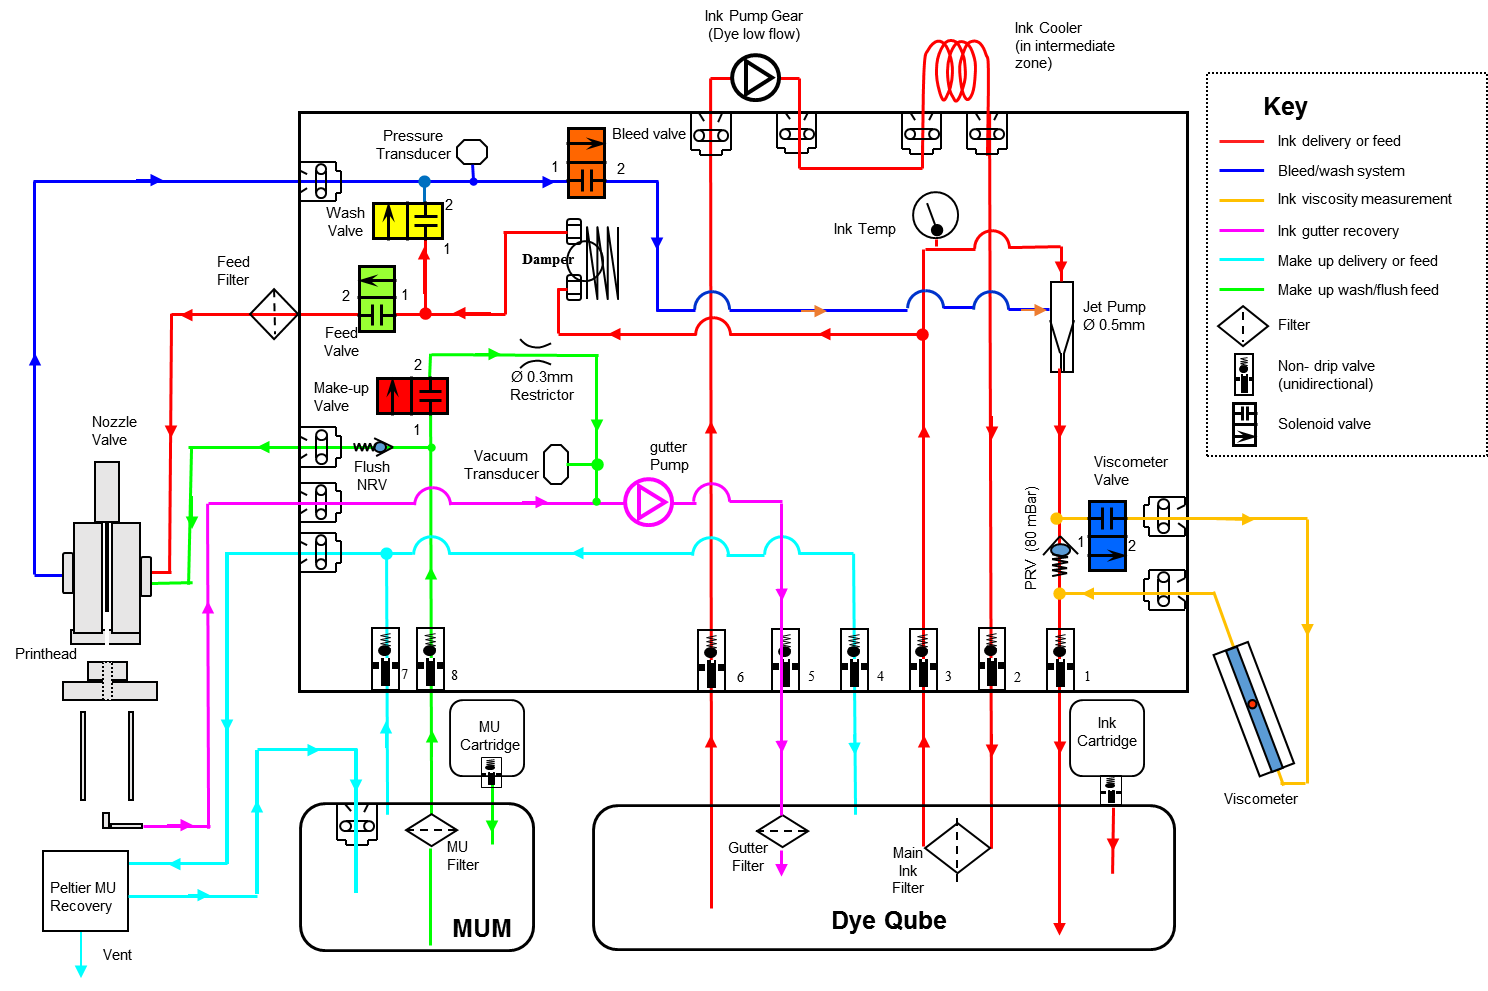 Ink Pump Gear
(Dye low flow)
Ink Cooler
(in intermediate
zone)
Key
Ink delivery or feed
Bleed/wash system
Ink viscosity measurement
Ink gutter recovery
Make up delivery or feed
Make up wash/flush feed
Filter
Non- drip valve
(unidirectional)
Solenoid valve
Pressure
Transducer
Bleed valve
1
2
Wash
Valve
2
1
Ink Temp
Damper
Feed
Filter
2
1
Feed
Valve
Jet Pump
Ø 0.5mm
Ø 0.3mm
Restrictor
2
Make-up
Valve
1
Nozzle
Valve
Flush
NRV
Vacuum
Transducer
gutter
Pump
Viscometer
Valve
PRV (80 mBar)
1
2
Printhead
7
8
6
5
4
3
2
1
MU
Cartridge
Ink
Cartridge
Viscometer
MU
Filter
Gutter
Filter
Main
Ink
Filter
Peltier MU
Recovery
MUM
Dye Qube
Vent